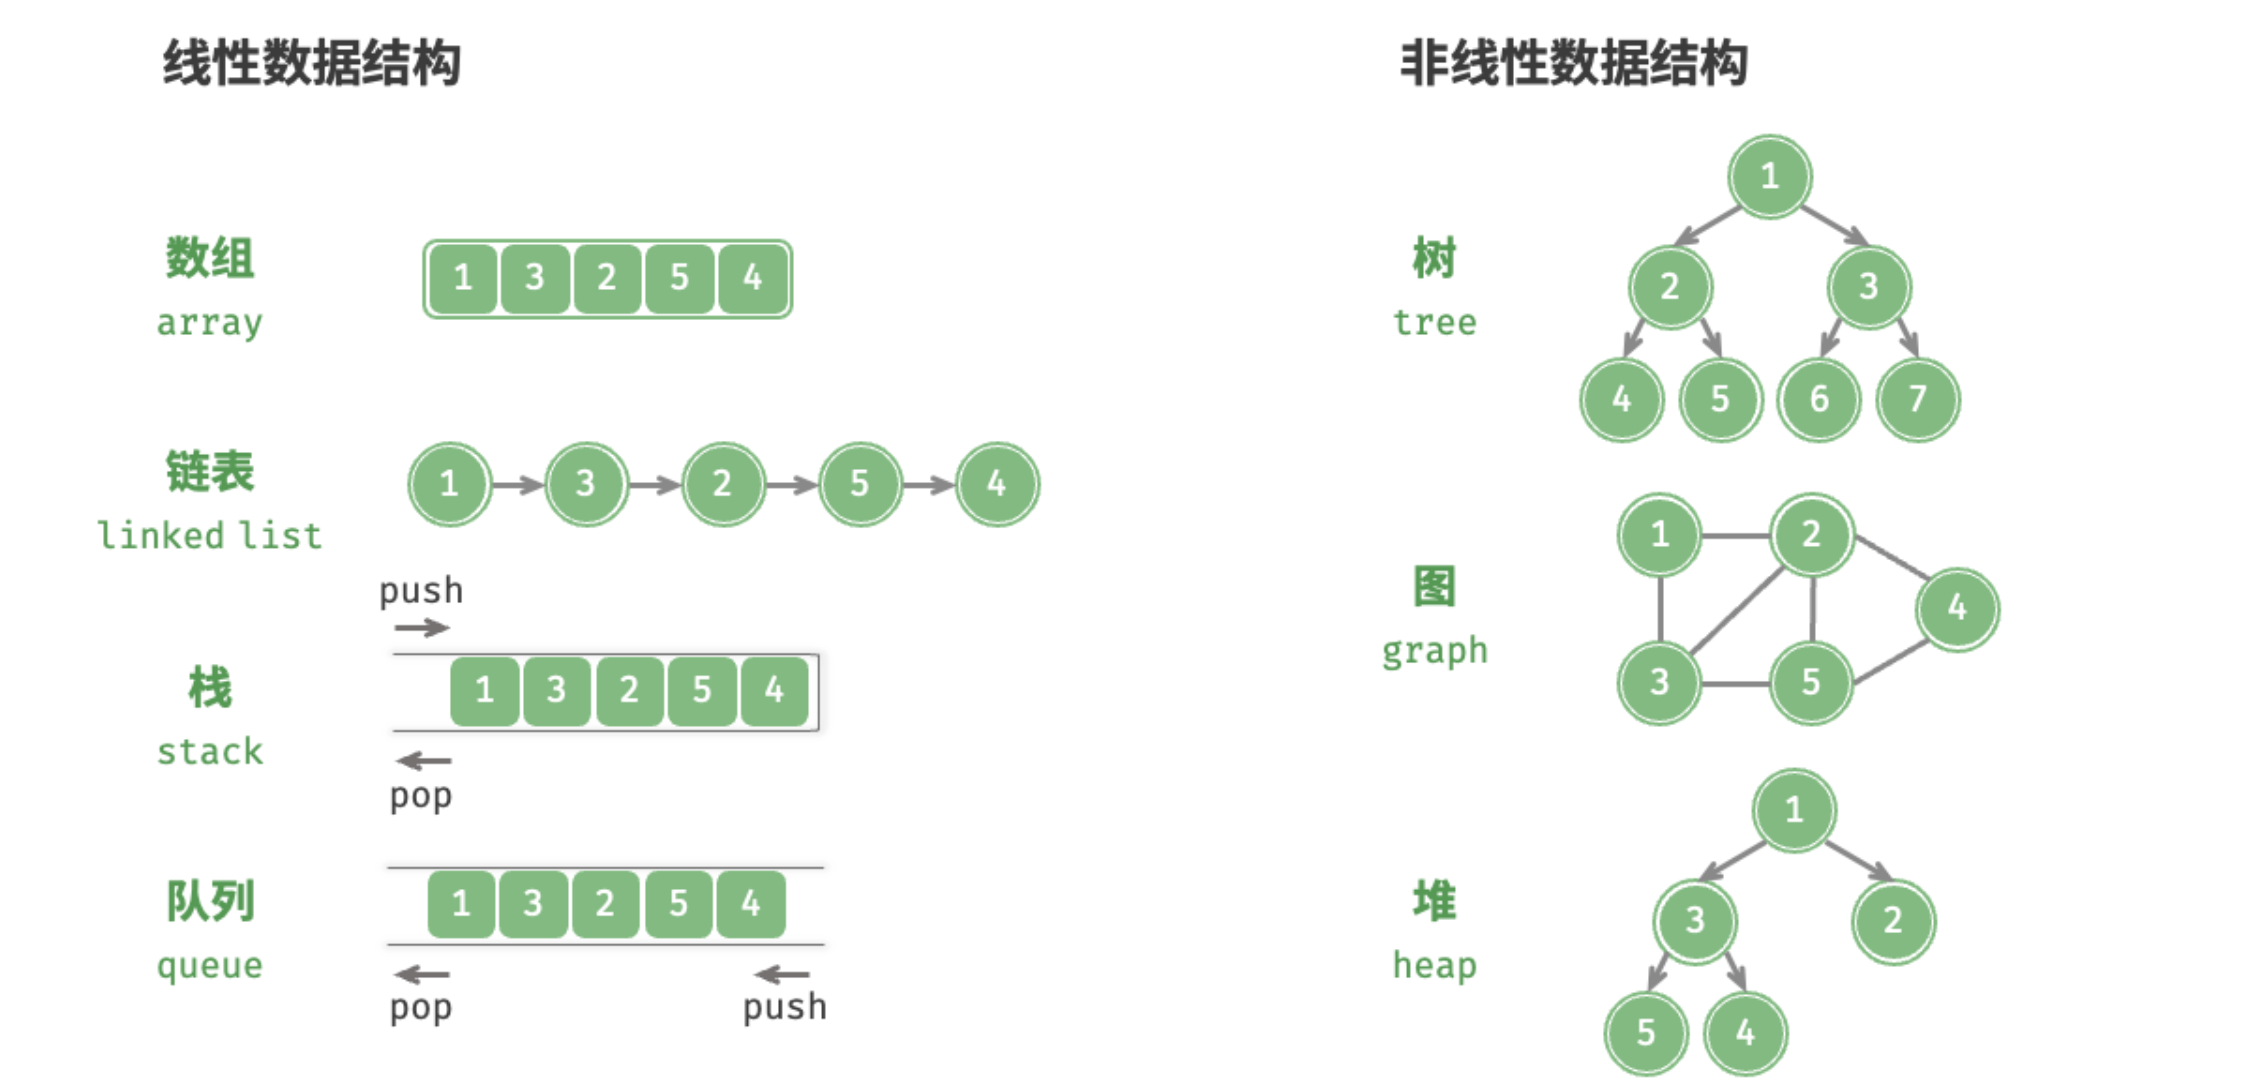 线性数据结构
数组
array
1 3 2 5 4
链表
linked list
1 3 2 5 4
push
栈
stack
1 3 2 5 4
pop
队列
queue
1 3 2 5 4
pop push
非线性数据结构
树
tree
1
2 3
4 5 6 7
图
graph
1 2
4
3 5
堆
heap
1
3 2
5 4